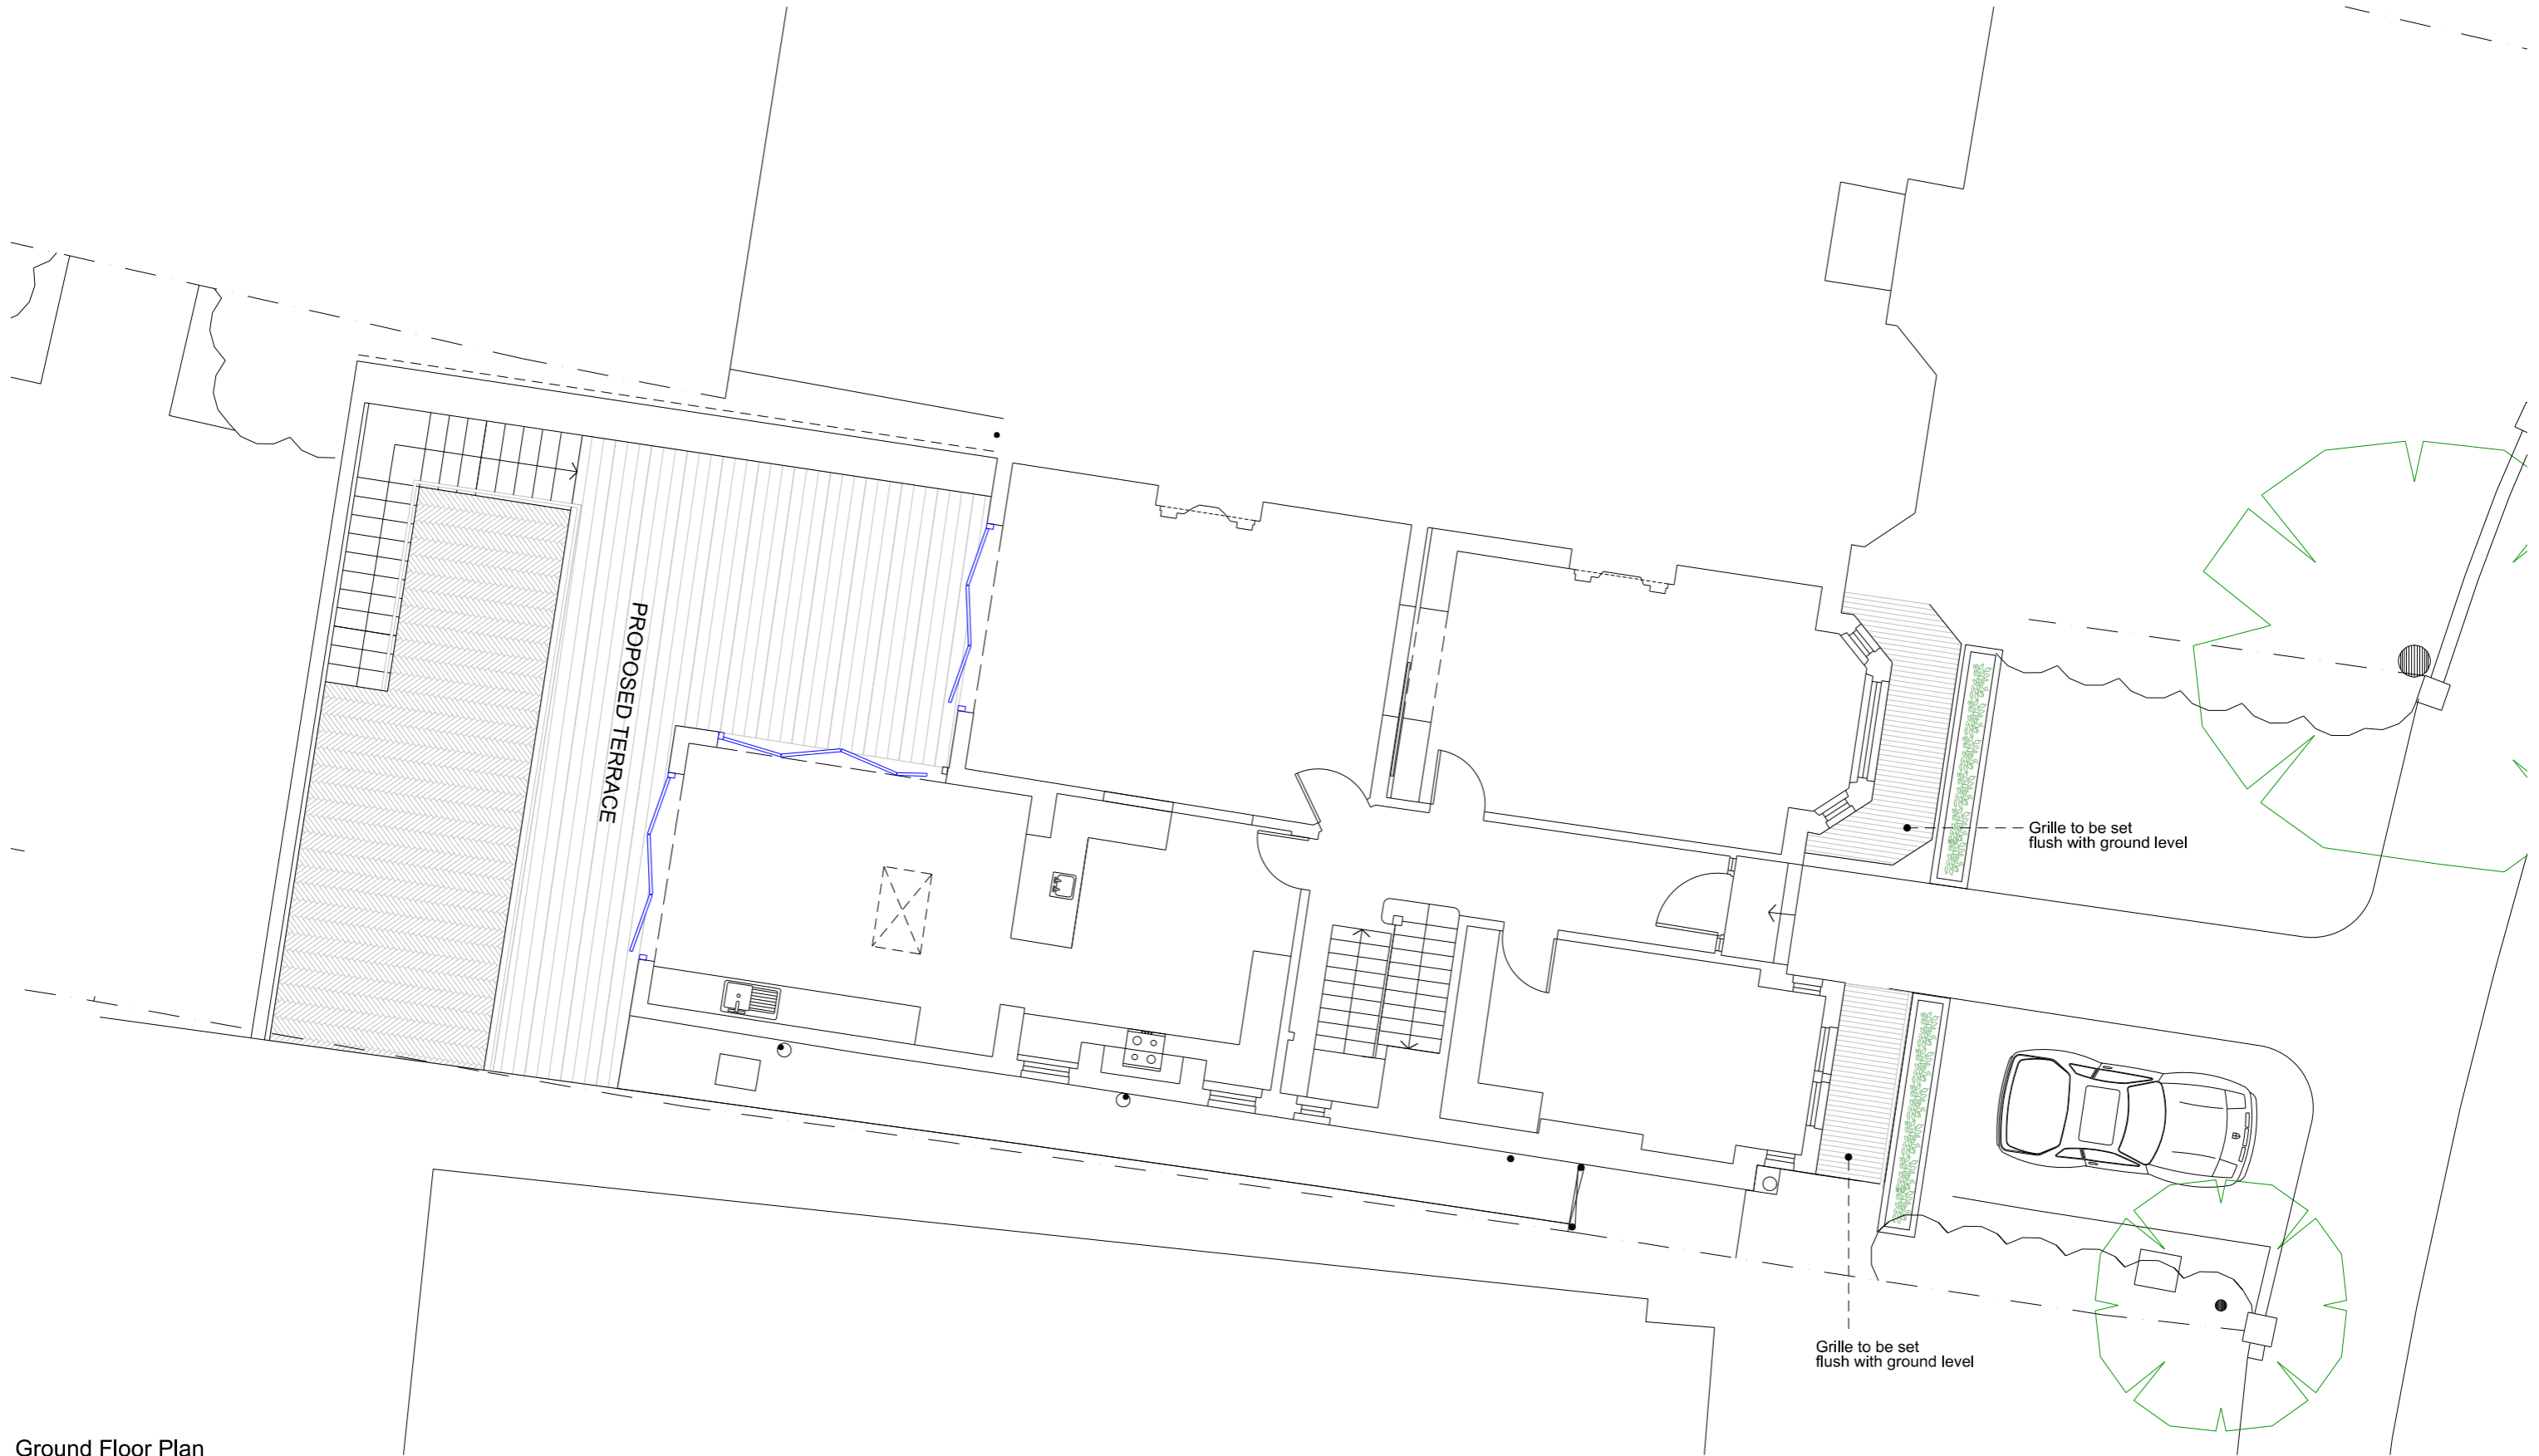 PROPOSED TERRACE
Grille to be set
flush with ground level
Grille to be set
flush with ground level
Ground Floor Plan